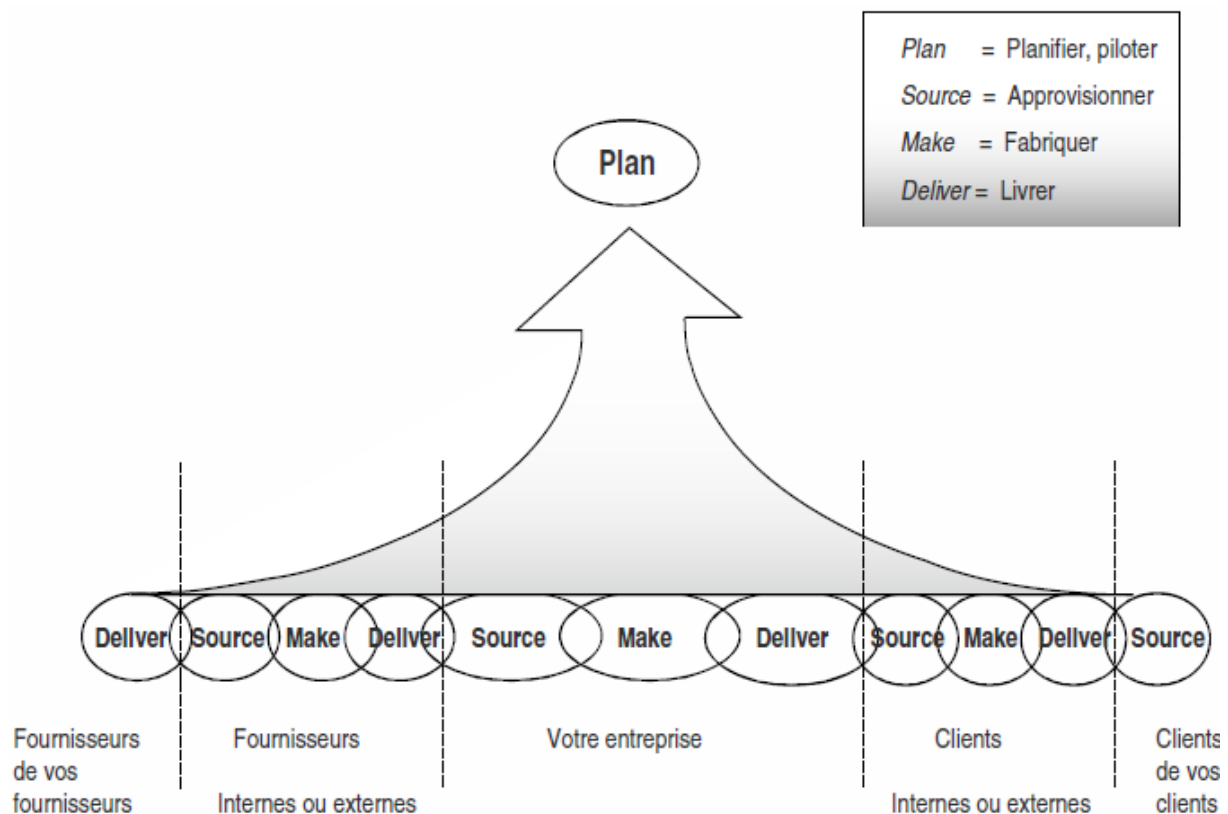 Plan = Planifier, piloter
Source = Approvisionner
Make = Fabriquer
Deliver = Livrer
Plan
Deliver Source Make Deliver Source Make Deliver Source Make Deliver Source
Fournisseurs de vos fournisseurs
Fournisseurs
Internes ou externes
Votre entreprise
Clients
Internes ou externes
Clients de vos clients